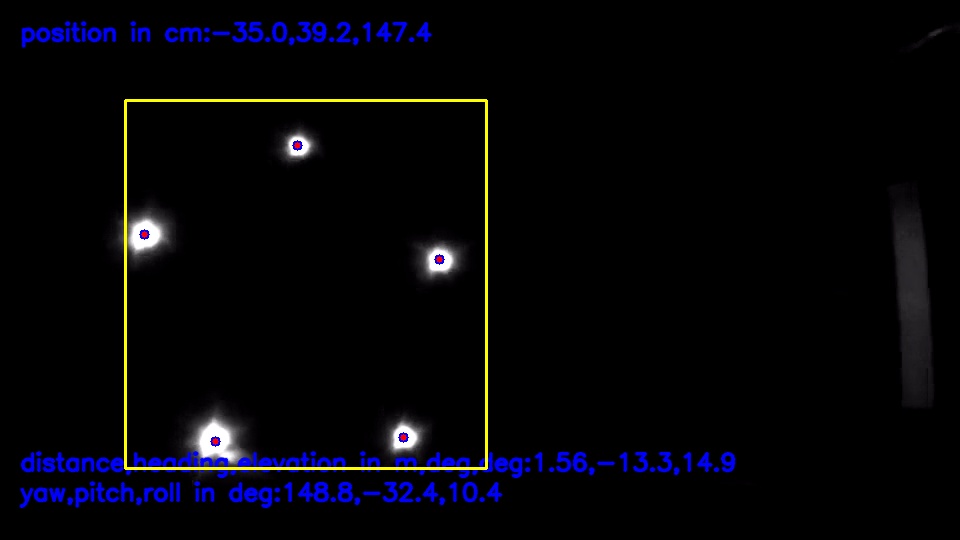 position in cm:-35.0,39.2,147.4
distance,heading,elevation in m,deg,deg:1.56,-13.3,14.9
yaw,pitch,roll in deg:148.8,-32.4,10.4